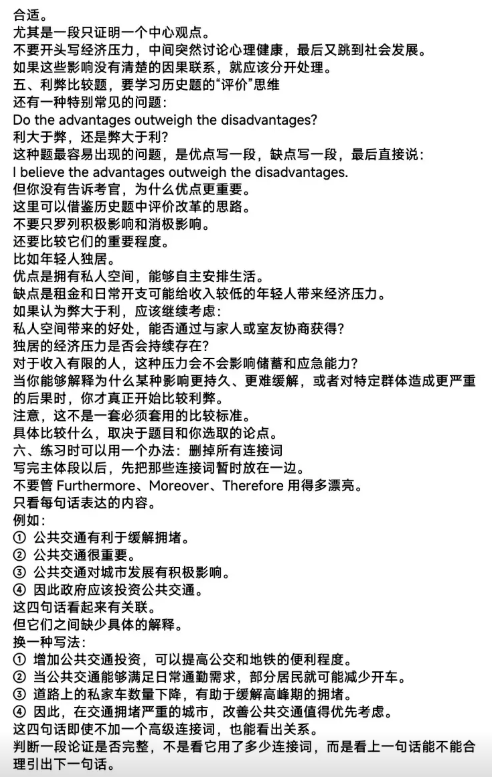 合适。
尤其是一段只证明一个中心观点。
不要开头写经济压力，中间突然讨论心理健康，最后又跳到社会发展。
如果这些影响没有清楚的因果联系，就应该分开处理。
五、利弊比较题，要学习历史题的“评价”思维
还有一种特别常见的问题：
Do the advantages outweigh the disadvantages?
利大于弊，还是弊大于利？
这种题最容易出现的问题，是优点写一段，缺点写一段，最后直接说：
I believe the advantages outweigh the disadvantages.
但你没有告诉考官，为什么优点更重要。
这里可以借鉴历史题中评价改革的思路。
不要只罗列积极影响和消极影响。
还要比较它们的重要程度。
比如年轻人独居。
优点是拥有私人空间，能够自主安排生活。
缺点是租金和日常开支可能给收入较低的年轻人带来经济压力。
如果认为弊大于利，应该继续考虑：
私人空间带来的好处，能否通过与家人或室友协商获得？
独居的经济压力是否会持续存在？
对于收入有限的人，这种压力会不会影响储蓄和应急能力？
当你能够解释为什么某种影响更持久、更难缓解，或者对特定群体造成更严重
的后果时，你才真正开始比较利弊。
注意，这不是一套必须套用的比较标准。
具体比较什么，取决于题目和你选取的论点。
六、练习时可以用一个办法：删掉所有连接词
写完主体段以后，先把那些连接词暂时放在一边。
不要管 Furthermore、Moreover、Therefore 用得多漂亮。
只看每句话表达的内容。
例如：
① 公共交通有利于缓解拥堵。
② 公共交通很重要。
③ 公共交通对城市发展有积极影响。
④ 因此政府应该投资公共交通。
这四句话看起来有关联。
但它们之间缺少具体的解释。
换一种写法：
① 增加公共交通投资，可以提高公交和地铁的便利程度。
② 当公共交通能够满足日常通勤需求，部分居民就可能减少开车。
③ 道路上的私家车数量下降，有助于缓解高峰期的拥堵。
④ 因此，在交通拥堵严重的城市，改善公共交通值得优先考虑。
这四句话即使不加一个高级连接词，也能看出关系。
判断一段论证是否完整，不是看它用了多少连接词，而是看上一句话能不能合
理引出下一句话。